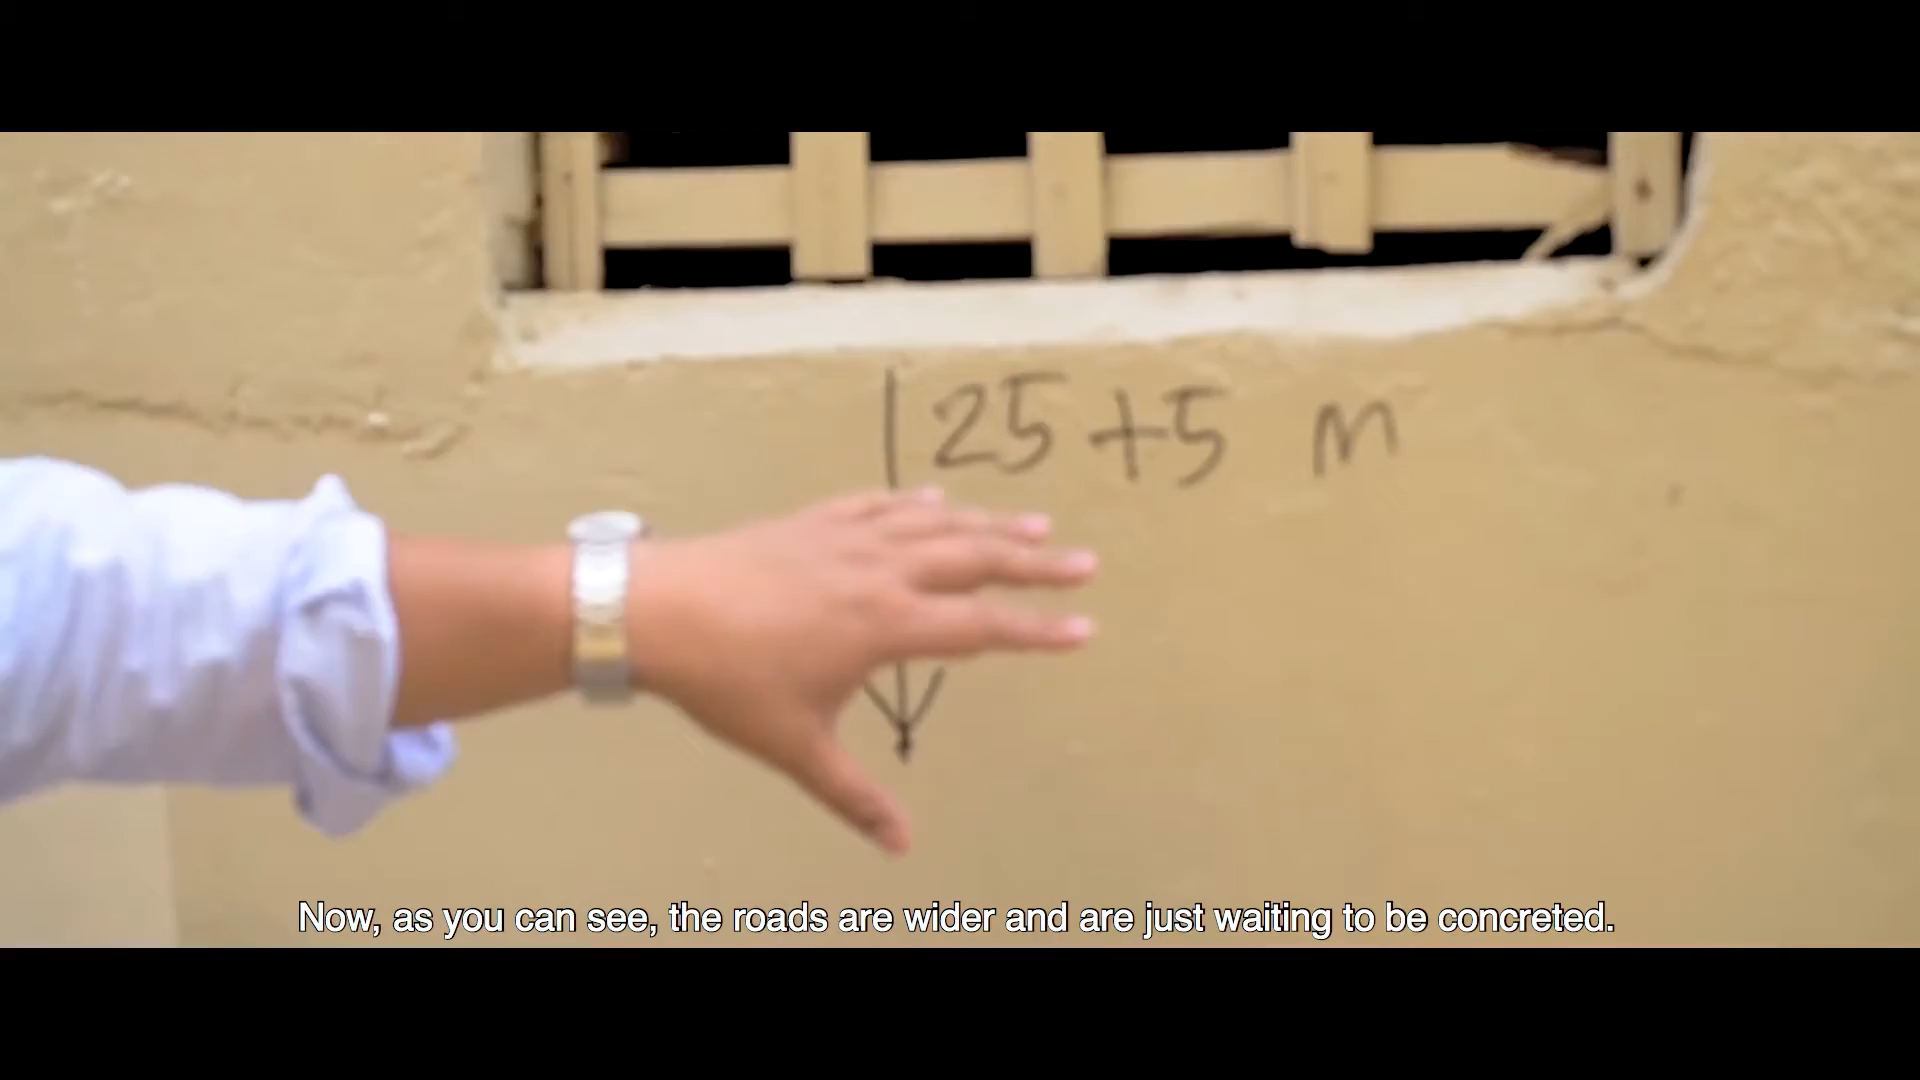 25+5 m
Now, as you can see, the roads are wider and are just waiting to be concreted.